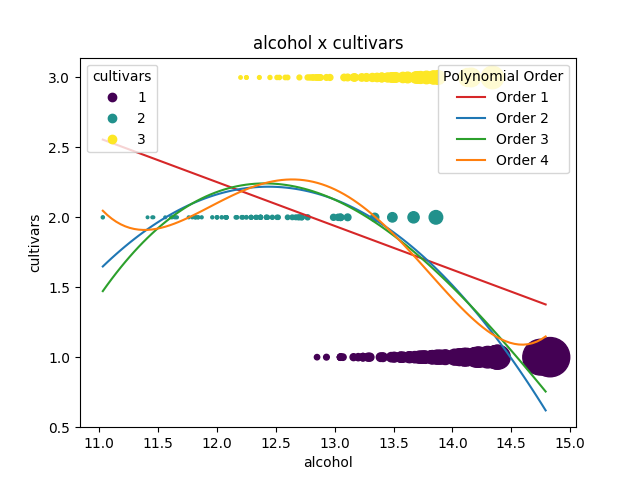 alcohol x cultivars
cultivars
1
2
3
Polynomial Order
Order 1
Order 2
Order 3
Order 4
3.0
2.5
2.0
1.5
1.0
0.5
cultivars
11.0 11.5 12.0 12.5 13.0 13.5 14.0 14.5 15.0
alcohol